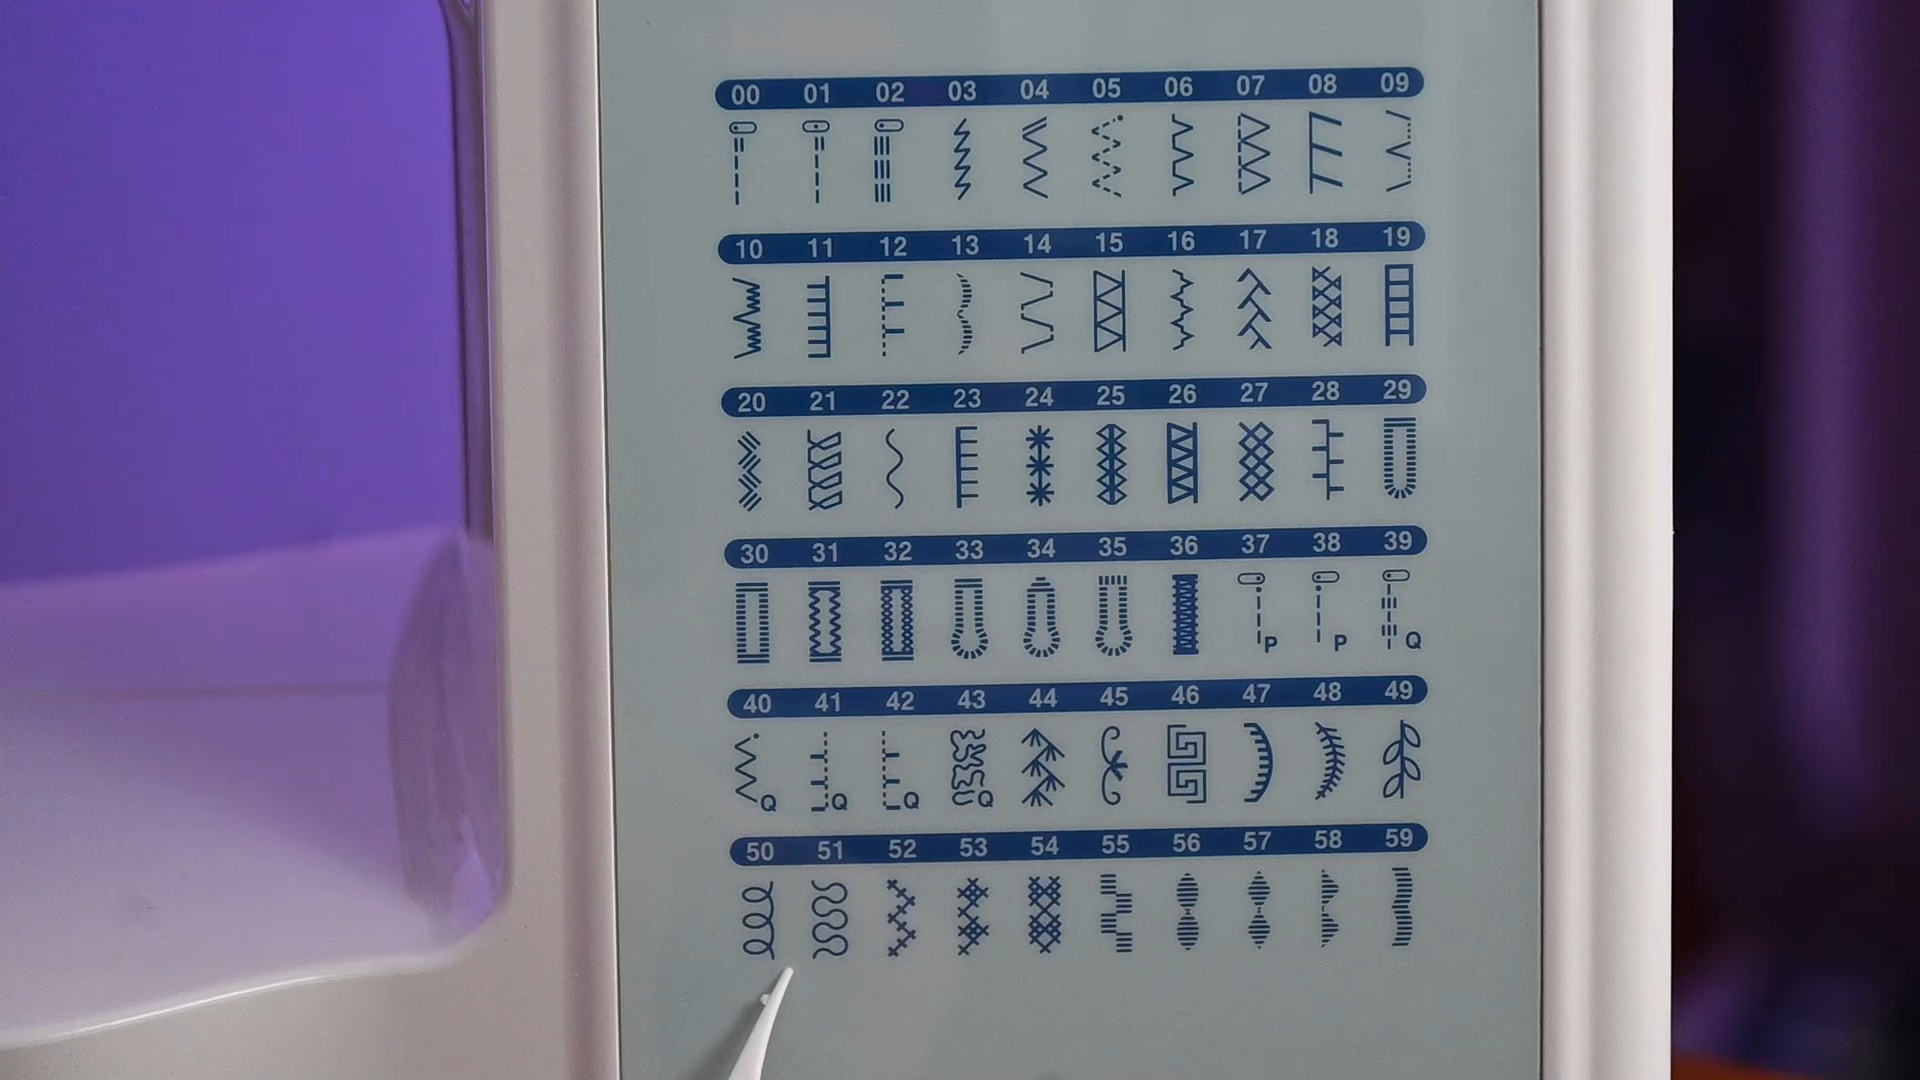 00 01 02 03 04 05 06 07 08 09
10 11 12 13 14 15 16 17 18 19
20 21 22 23 24 25 26 27 28 29
30 31 32 33 34 35 36 37 38 39
P P Q
40 41 42 43 44 45 46 47 48 49
Q Q Q Q
50 51 52 53 54 55 56 57 58 59